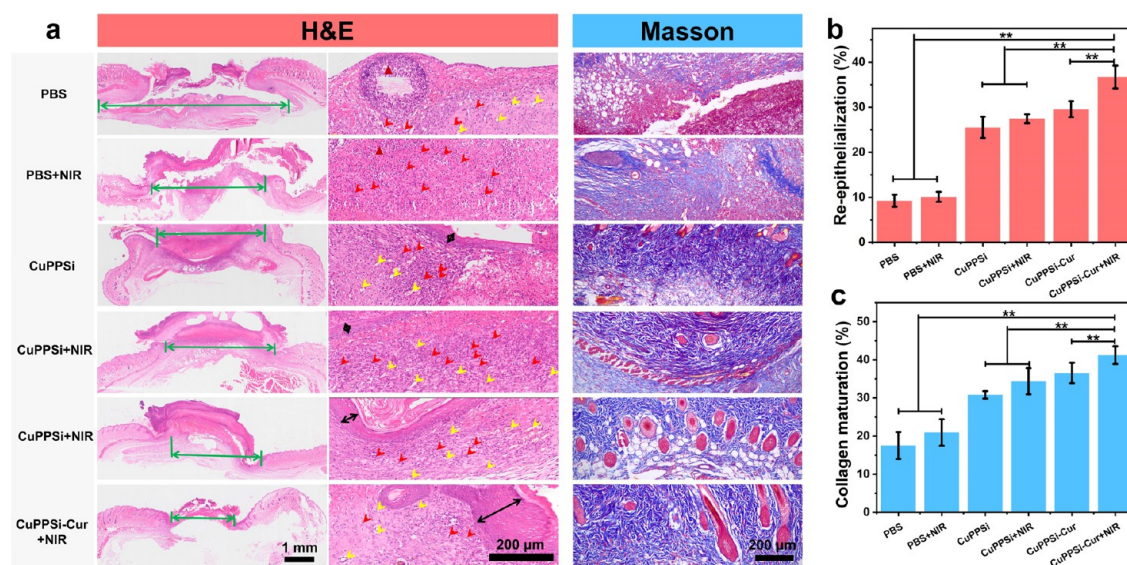 a
H&E
Masson
PBS
PBS+NIR
CuPPSi
CuPPSi+NIR
CuPPSi+NIR
CuPPSi-Cur
+NIR
1 mm
200 μm
200 μm
b
Re-epithelialization (%)
40
30
20
10
0
**
**
**
PBS
PBS+NIR
CuPPSi
CuPPSi+NIR
CuPPSi-Cur
CuPPSi-Cur+NIR
c
Collagen maturation (%)
60
50
40
30
20
10
0
**
**
**
PBS
PBS+NIR
CuPPSi
CuPPSi+NIR
CuPPSi-Cur
CuPPSi-Cur+NIR